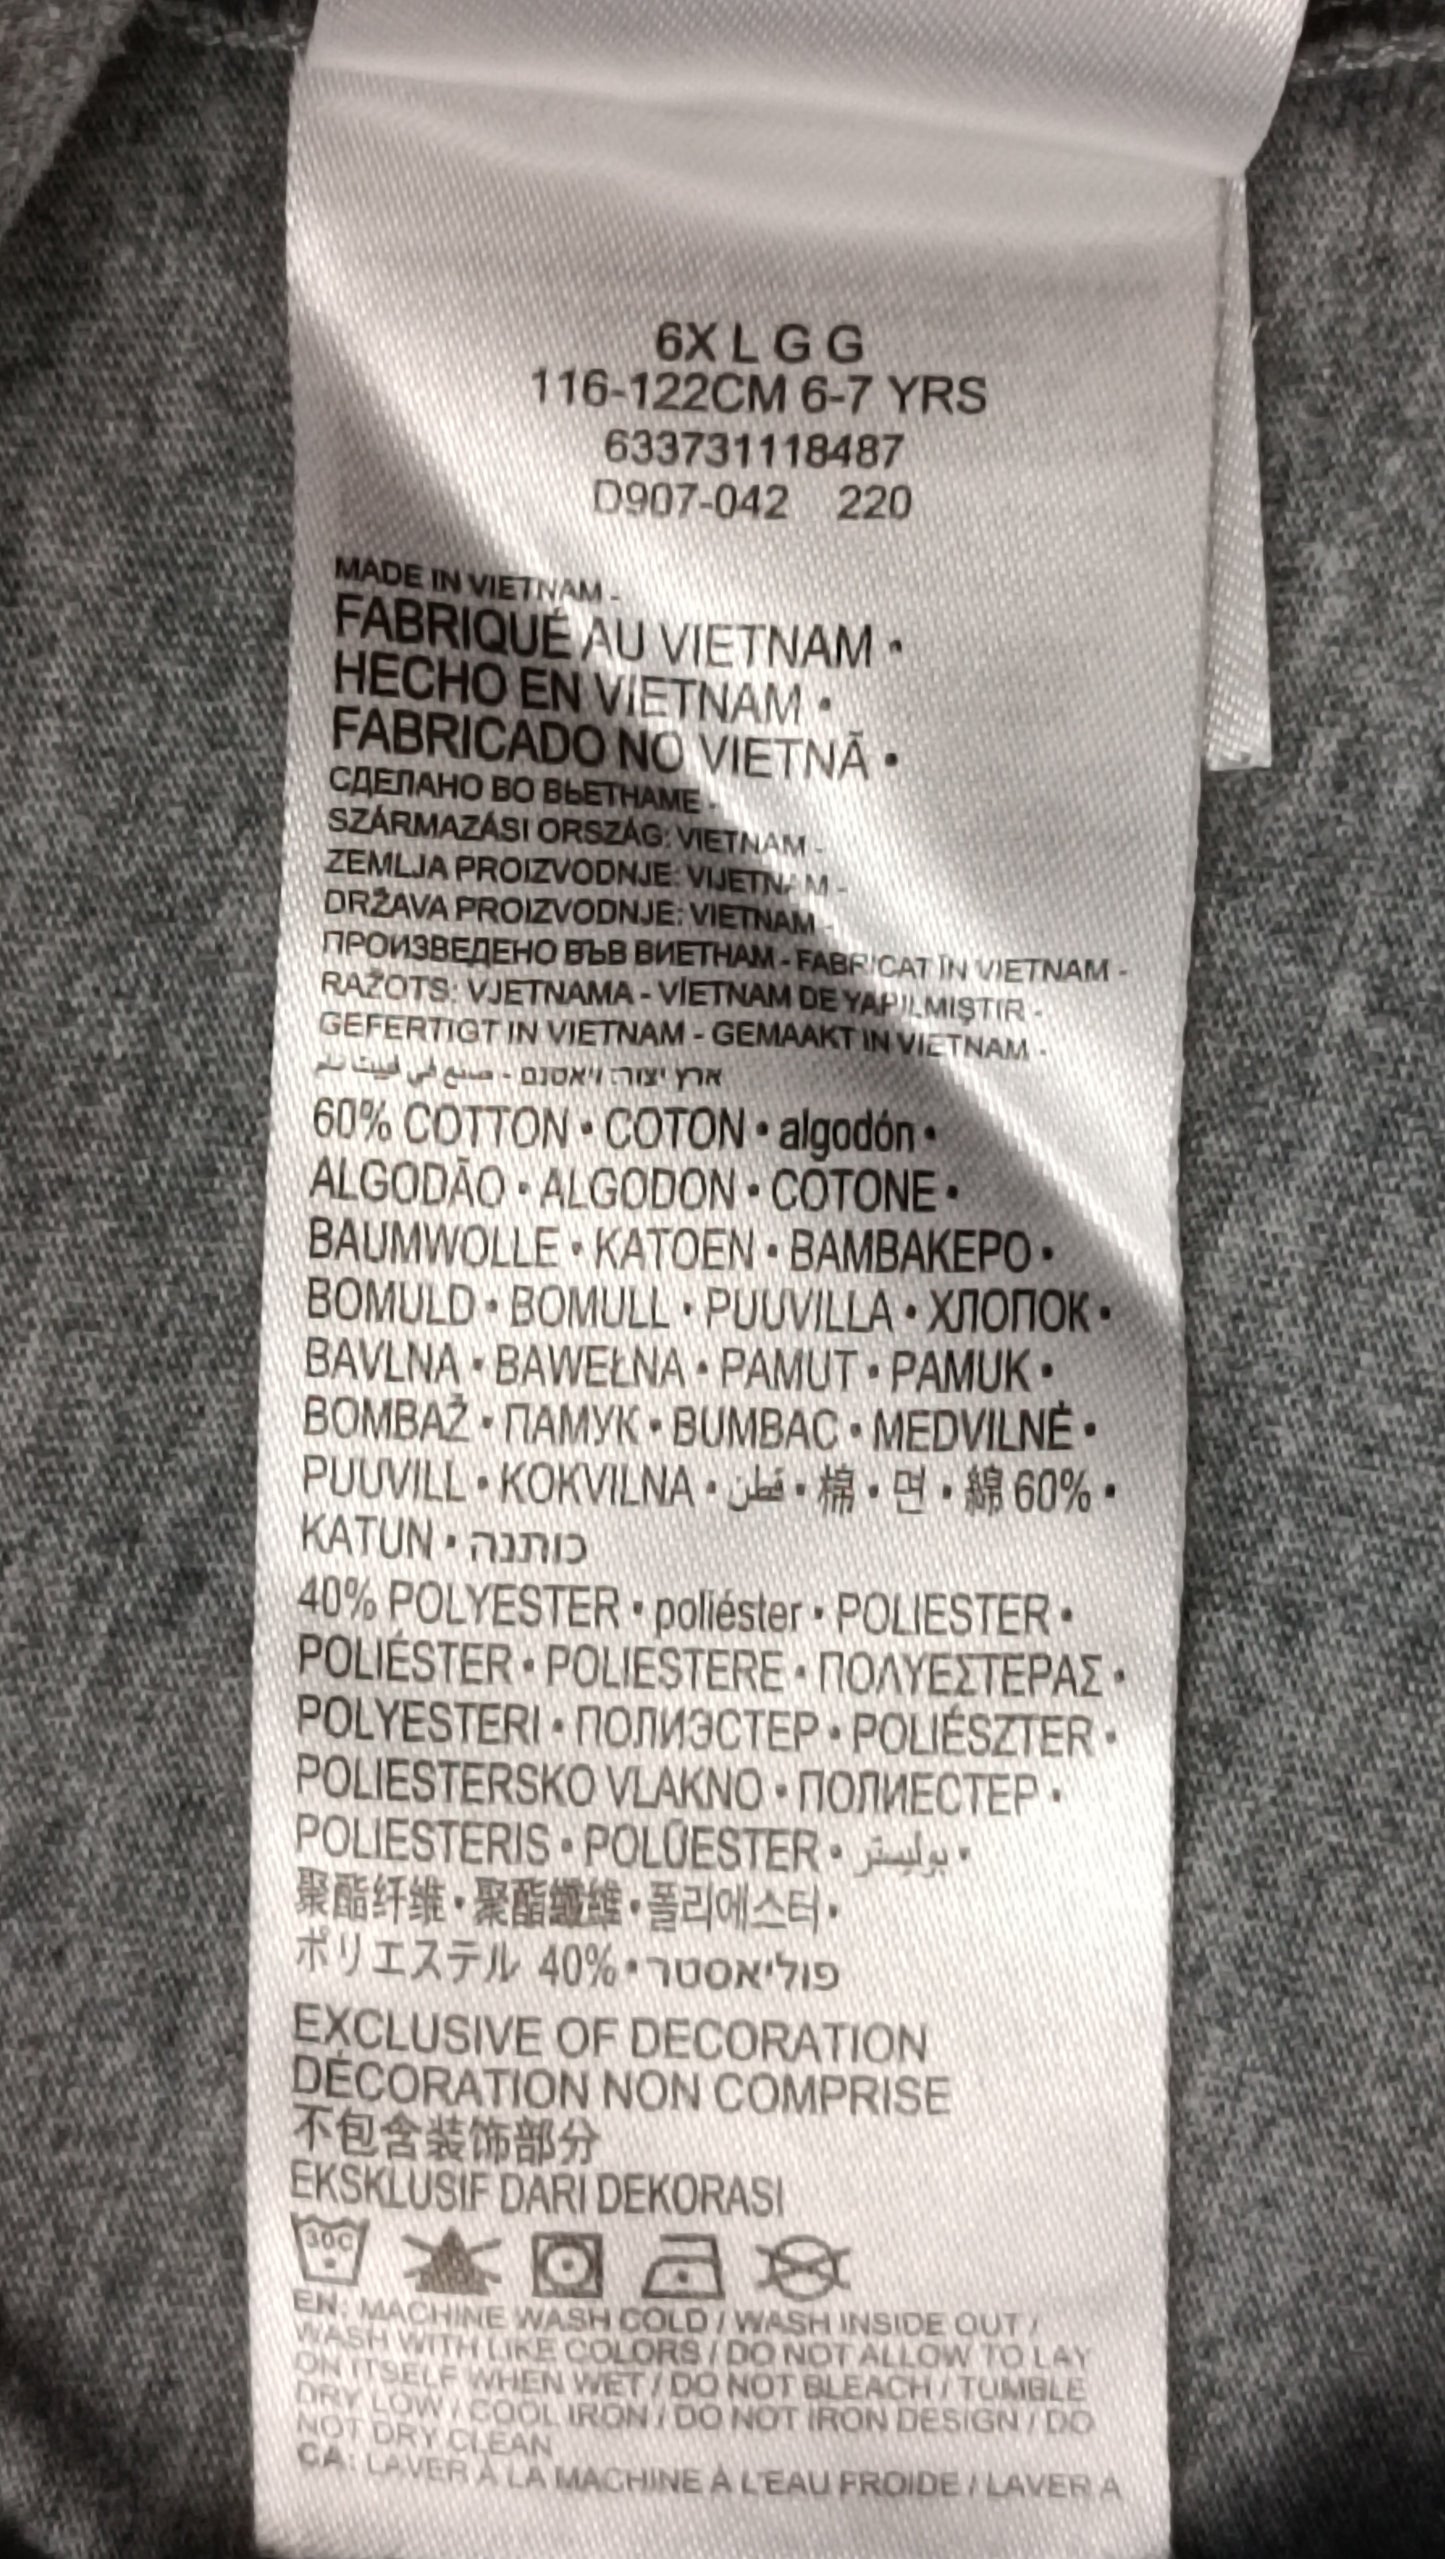 6X L G G
116-122CM 6-7 YRS
633731118487
D907-042 220
MADE IN VIETNAM -
FABRIQUÉ AU VIETNAM •
HECHO EN VIETNAM •
FABRICADO NO VIETNÃ •
СДЕЛАНО ВО ВЬЕТНАМЕ -
SZÁRMAZÁSI ORSZÁG: VIETNAM -
ZEMLJA PROIZVODNJE: VIJETNAM -
DRŽAVA PROIZVODNJE: VIETNAM -
ПРОИЗВЕДЕНО ВЪВ ВИЕТНАМ - FABRICAT ÎN VIETNAM -
RAŽOTS: VJETNAMA - VİETNAM DE YAPILMIŞTIR -
GEFERTIGT IN VIETNAM - GEMAAKT IN VIETNAM -
ארץ יצור: ויאטנם - صنع في فييت نام
60% COTTON • COTON • algodón •
ALGODÃO • ALGODON • COTONE •
BAUMWOLLE • KATOEN • ΒΑΜΒΑΚΕΡΟ •
BOMULD • BOMULL • PUUVILLA • ХЛОПОК •
BAVLNA • BAWEŁNA • PAMUT • PAMUK •
BOMBAŽ • ПАМУК • BUMBAC • MEDVILNĖ •
PUUVILL • KOKVILNA • قطن • 棉 • 면 • 綿 60% •
KATUN • כותנה
40% POLYESTER • poliéster • POLIESTER •
POLIÉSTER • POLIESTERE • ΠΟΛΥΕΣΤΕΡΑΣ •
POLYESTERI • ПОЛИЭСТЕР • POLIÉSZTER •
POLIESTERSKO VLAKNO • ПОЛИЕСТЕР •
POLIESTERIS • POLÜESTER • بوليستر •
聚酯纤维 • 聚酯纖維 • 폴리에스터 •
ポリエステル 40% • פוליאסטר
EXCLUSIVE OF DECORATION
DÉCORATION NON COMPRISE
不包含装饰部分
EKSKLUSIF DARI DEKORASI
30C
EN: MACHINE WASH COLD / WASH INSIDE OUT /
WASH WITH LIKE COLORS / DO NOT ALLOW TO LAY
ON ITSELF WHEN WET / DO NOT BLEACH / TUMBLE
DRY LOW / COOL IRON / DO NOT IRON DESIGN / DO
NOT DRY CLEAN
CA: LAVER À LA MACHINE À L'EAU FROIDE / LAVER À